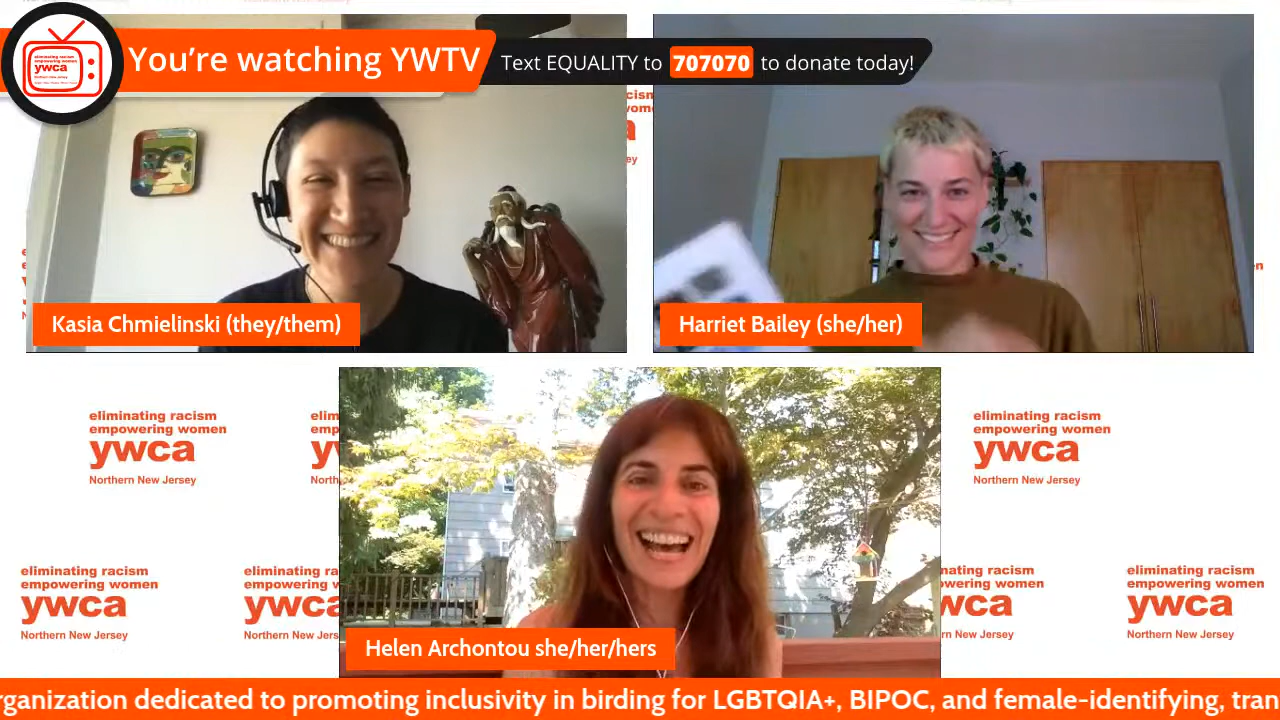 eliminating racism
empowering women
ywca
Northern New Jersey
You're watching YWTV
Text EQUALITY to 707070 to donate today!
Kasia Chmielinski (they/them)
Harriet Bailey (she/her)
eliminating racism
empowering women
ywca
Northern New Jersey
eliminating racism
empowering women
ywca
Northern New Jersey
eliminating racism
empowering women
ywca
Northern New Jersey
eliminating racism
empowering women
ywca
Northern New Jersey
eliminating racism
empowering women
ywca
Northern New Jersey
Helen Archontou she/her/hers
rganization dedicated to promoting inclusivity in birding for LGBTQIA+, BIPOC, and female-identifying, tran